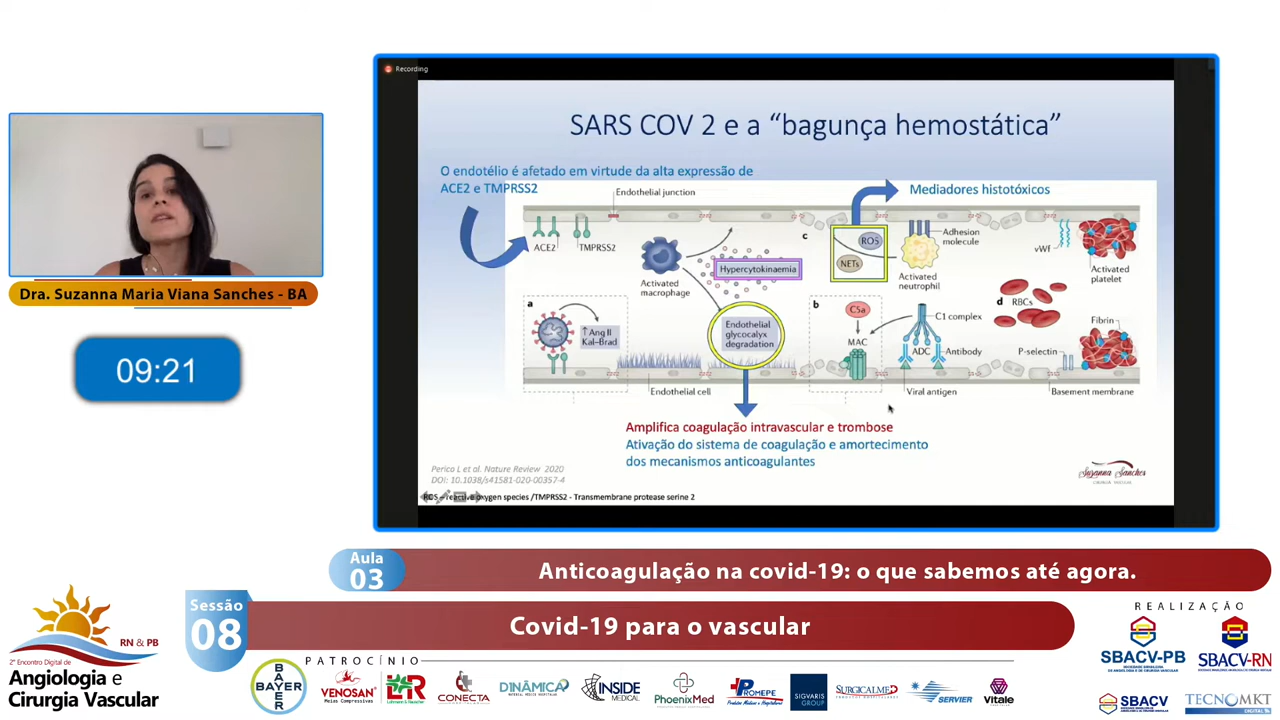 Recording
SARS COV 2 e a “bagunça hemostática”
O endotélio é afetado em virtude da alta expressão de
ACE2 e TMPRSS2
Mediadores histotóxicos
Endothelial junction
ACE2
TMPRSS2
Activated
macrophage
Hypercytokinaemia
c
ROS
NETs
Adhesion
molecule
Activated
neutrophil
vWf
Activated
platelet
a
↑ Ang II
Kal–Brad
Endothelial
glycocalyx
degradation
b
C5a
MAC
C1 complex
ADC
Antibody
d
RBCs
Fibrin
P-selectin
Endothelial cell
Viral antigen
Basement membrane
Amplifica coagulação intravascular e trombose
Ativação do sistema de coagulação e amortecimento
dos mecanismos anticoagulantes
Perico L et al. Nature Review 2020
DOI: 10.1038/s41581-020-00357-4
ROS – reactive oxygen species /TMPRSS2 - Transmembrane protease serine 2
Suzanna Sanches
CIRURGIÃ VASCULAR
Dra. Suzanna Maria Viana Sanches - BA
09:21
Aula
03
Anticoagulação na covid-19: o que sabemos até agora.
Sessão
08
Covid-19 para o vascular
RN & PB
2º Encontro Digital de
Angiologia e
Cirurgia Vascular
PATROCÍNIO
BAYER
BAYER
VENOSAN
Meias Compressivas
L&R
Lohmann & Rauscher
CONECTA
DINÂMICA
INSIDE
MEDICAL
PhoenixMed
PROMEPE
Produtos Médicos e Hospitalares
SIGVARIS
GROUP
SURGICALMED
SERVIER
Vitale
REALIZAÇÃO
SBACV-PB
SBACV-RN
SBACV
TECNOMKT
DIGITAL